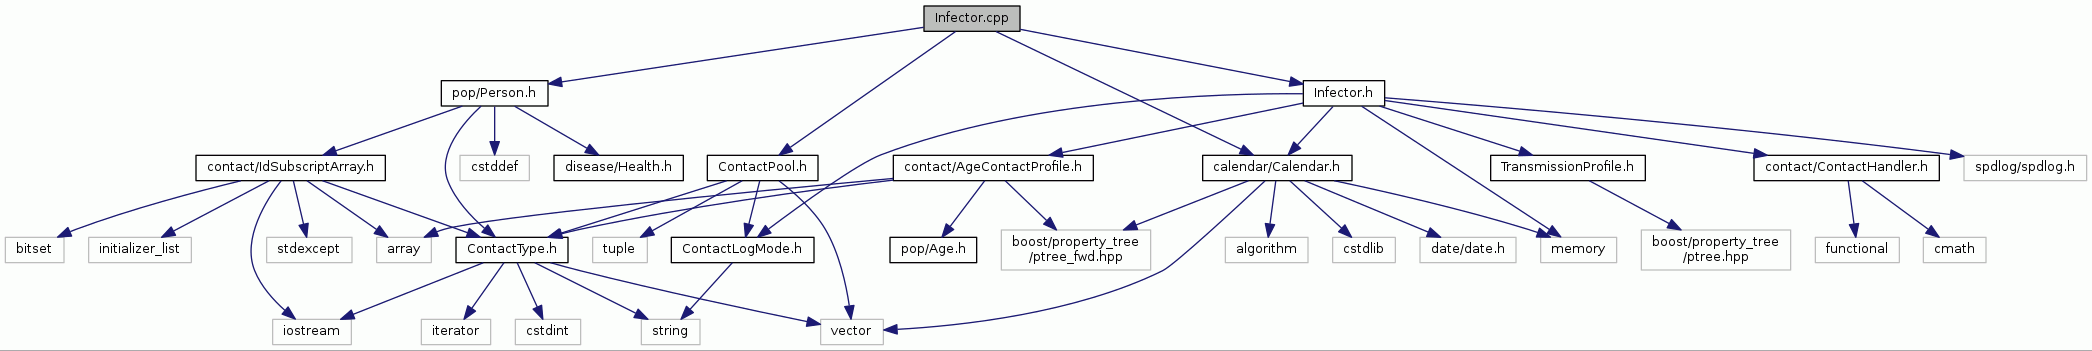 Infector.cpp
pop/Person.h
Infector.h
contact/IdSubscriptArray.h
cstddef
disease/Health.h
ContactPool.h
contact/AgeContactProfile.h
calendar/Calendar.h
TransmissionProfile.h
contact/ContactHandler.h
spdlog/spdlog.h
bitset
initializer_list
stdexcept
array
ContactType.h
tuple
ContactLogMode.h
pop/Age.h
boost/property_tree
/ptree_fwd.hpp
algorithm
cstdlib
date/date.h
memory
boost/property_tree
/ptree.hpp
functional
cmath
iostream
iterator
cstdint
string
vector